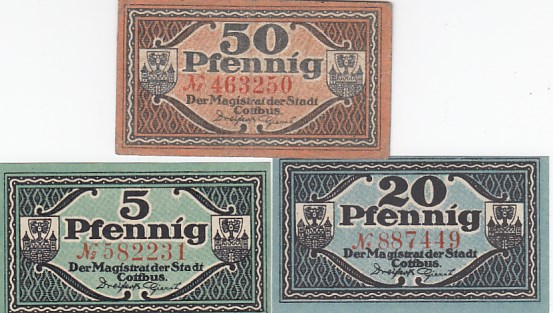 50
Pfennig
№ 463250
Der Magistrat der Stadt
Cottbus.
5
Pfennig
№ 582231
Der Magistrat der Stadt
Cottbus.
20
Pfennig
№ 887449
Der Magistrat der Stadt
Cottbus.